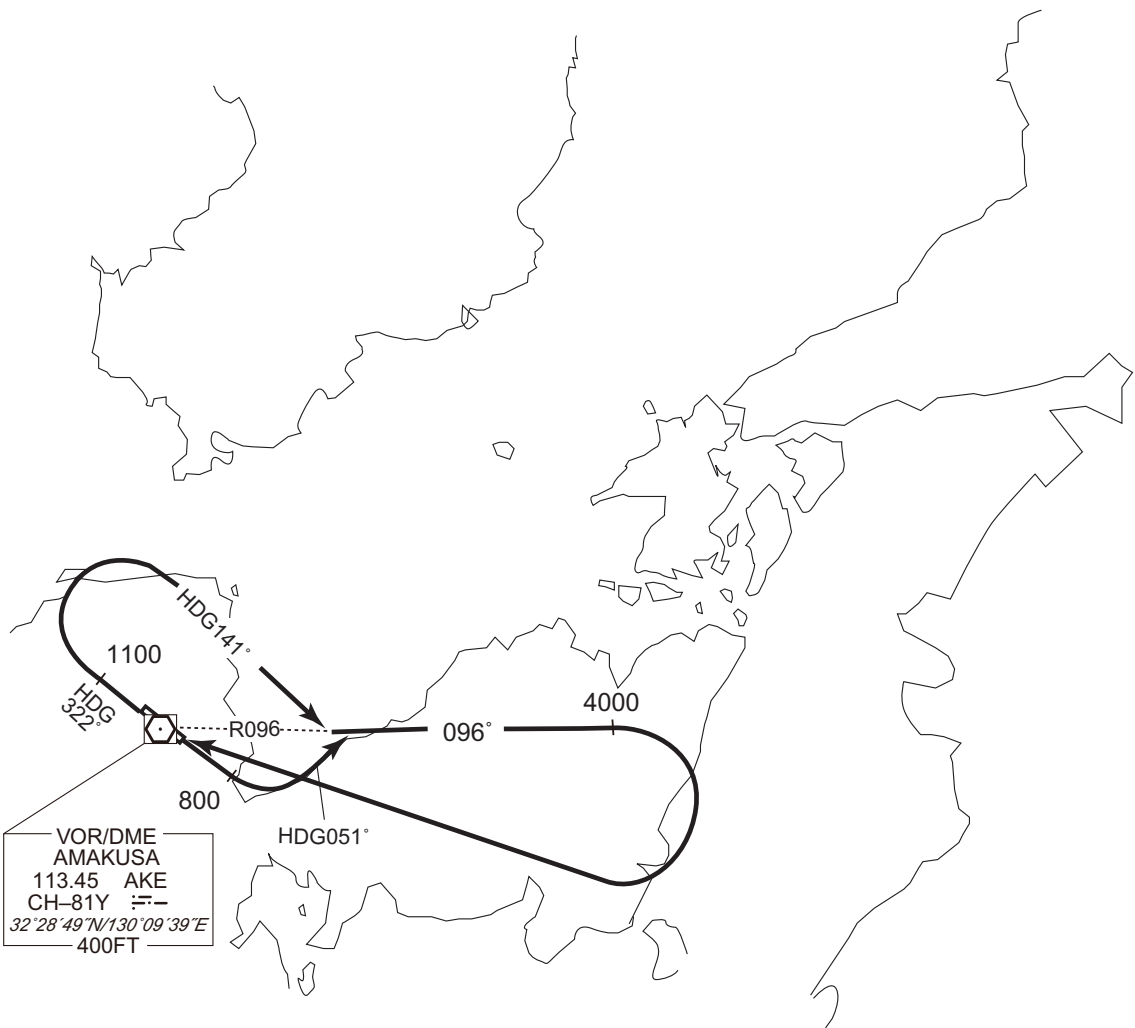 HDG141°
1100
HDG
322°
R096
096°
4000
800
HDG051°
VOR/DME
AMAKUSA
113.45 AKE
CH–81Y
32°28´49˝N/130°09´39˝E
400FT